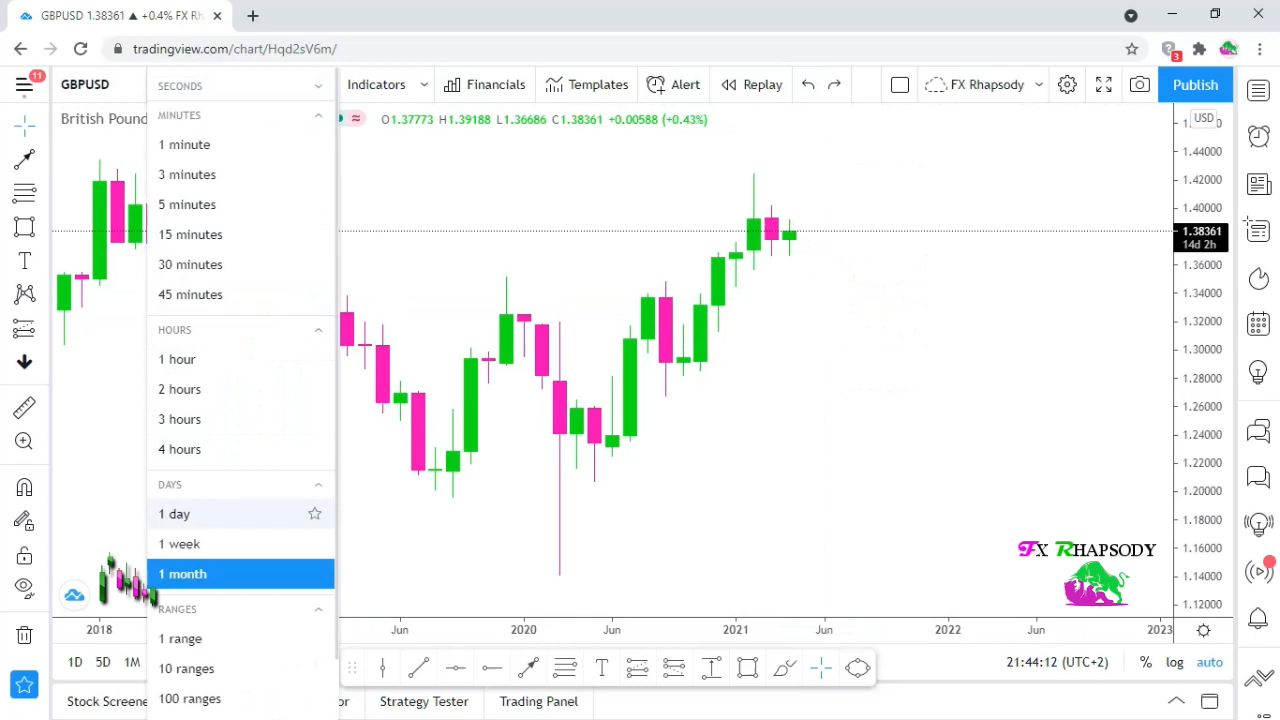 GBPUSD 1.38361 ▲ +0.4% FX Rh
tradingview.com/chart/Hqd2sV6m/
3
11
GBPUSD
Indicators
Financials
Templates
Alert
Replay
FX Rhapsody
Publish
British Pound
O1.37773 H1.39188 L1.36686 C1.38361 +0.00588 (+0.43%)
USD
SECONDS
MINUTES
1 minute
3 minutes
5 minutes
15 minutes
30 minutes
45 minutes
HOURS
1 hour
2 hours
3 hours
4 hours
DAYS
1 day
1 week
1 month
RANGES
1 range
10 ranges
100 ranges
1.44000
1.42000
1.40000
1.38361
14d 2h
1.36000
1.34000
1.32000
1.30000
1.28000
1.26000
1.24000
1.22000
1.20000
1.18000
1.16000
1.14000
1.12000
FX RHAPSODY
2018
Jun
2020
Jun
2021
Jun
2022
Jun
2023
1D 5D 1M
21:44:12 (UTC+2)
% log auto
Stock Screene
or
Strategy Tester
Trading Panel